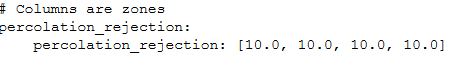 # Columns are zones
percolation_rejection:
    percolation_rejection: [10.0, 10.0, 10.0, 10.0]